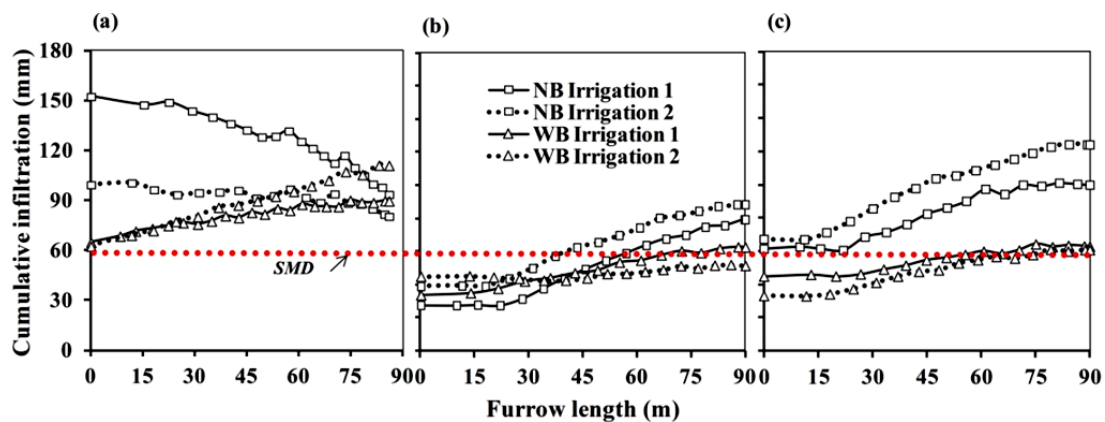 (a) (b) (c)
Cumulative infiltration (mm)
180
150
120
90
60
30
0
NB Irrigation 1
NB Irrigation 2
WB Irrigation 1
WB Irrigation 2
SMD
0 15 30 45 60 75 90
0 15 30 45 60 75 90
0 15 30 45 60 75 90
Furrow length (m)